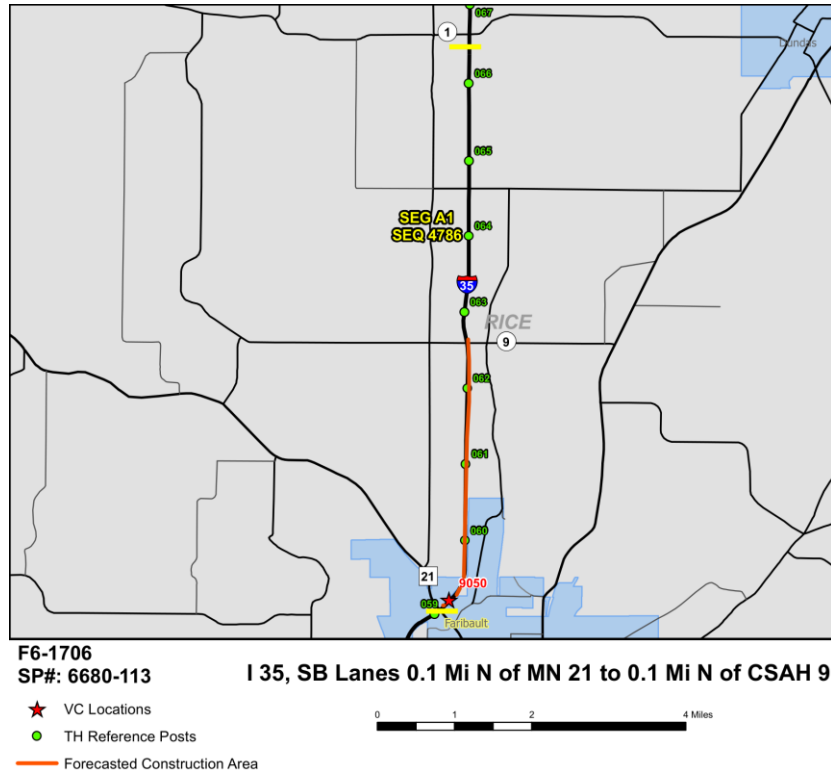 067
1
Dundas
066
065
SEG A1
SEQ 4786
064
35
063
RICE
9
062
061
060
21
9050
059
Faribault
F6-1706
SP#: 6680-113
I 35, SB Lanes 0.1 Mi N of MN 21 to 0.1 Mi N of CSAH 9
VC Locations
TH Reference Posts
Forecasted Construction Area
0 1 2 4 Miles